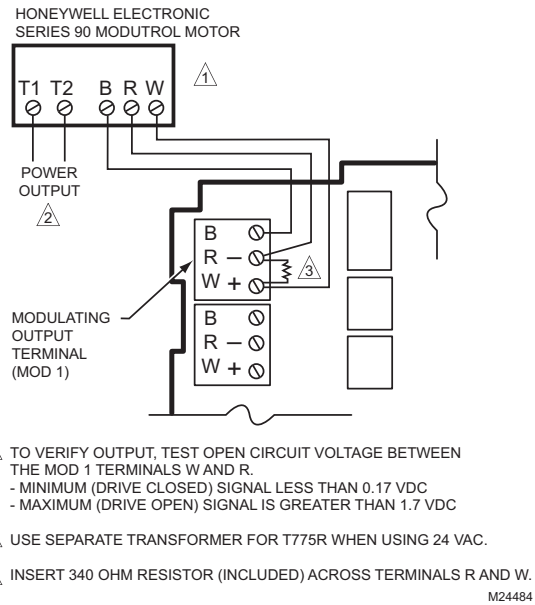 HONEYWELL ELECTRONIC
SERIES 90 MODUTROL MOTOR
1
T1 T2 B R W
POWER
OUTPUT
2
B
R –
W +
3
MODULATING
OUTPUT
TERMINAL
(MOD 1)
B
R –
W +
TO VERIFY OUTPUT, TEST OPEN CIRCUIT VOLTAGE BETWEEN
THE MOD 1 TERMINALS W AND R.
- MINIMUM (DRIVE CLOSED) SIGNAL LESS THAN 0.17 VDC
- MAXIMUM (DRIVE OPEN) SIGNAL IS GREATER THAN 1.7 VDC
USE SEPARATE TRANSFORMER FOR T775R WHEN USING 24 VAC.
INSERT 340 OHM RESISTOR (INCLUDED) ACROSS TERMINALS R AND W.
M24484